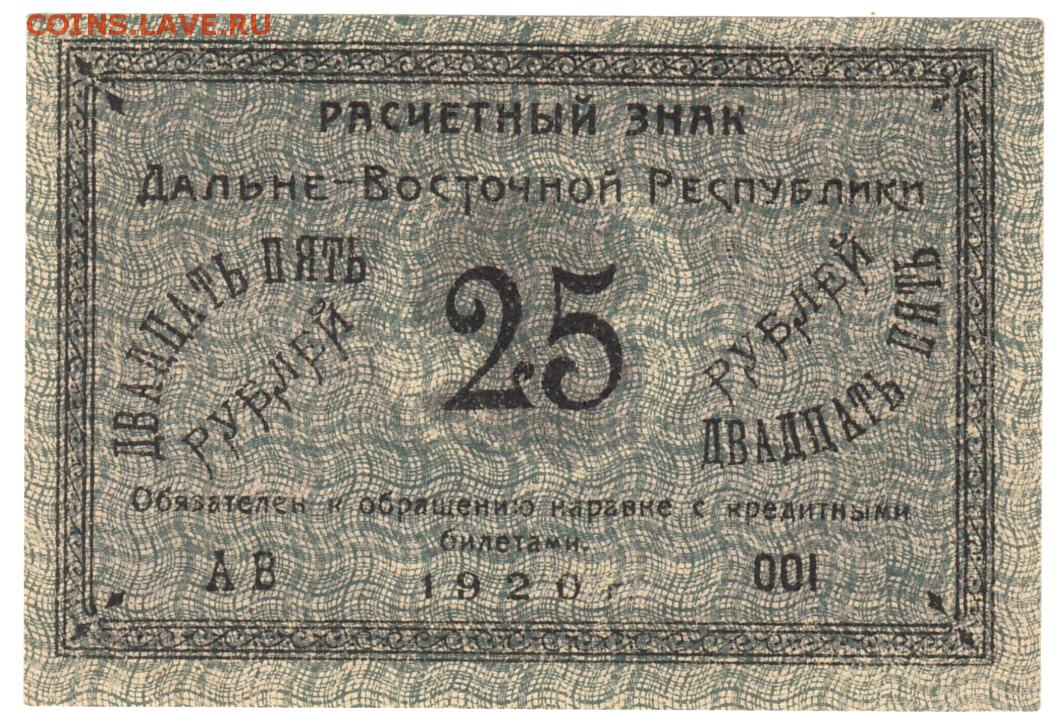 COINS.LAVE.RU
РАСЧЕТНЫЙ ЗНАК
ДАЛЬНЕ-ВОСТОЧНОЙ РЕСПУБЛИКИ
ДВАДЦАТЬ ПЯТЬ
РУБЛЕЙ
25
РУБЛЕЙ
ДВАДЦАТЬ ПЯТЬ
Обязателен к обращению наравне с кредитными
билетами.
АВ
1920 г.
001